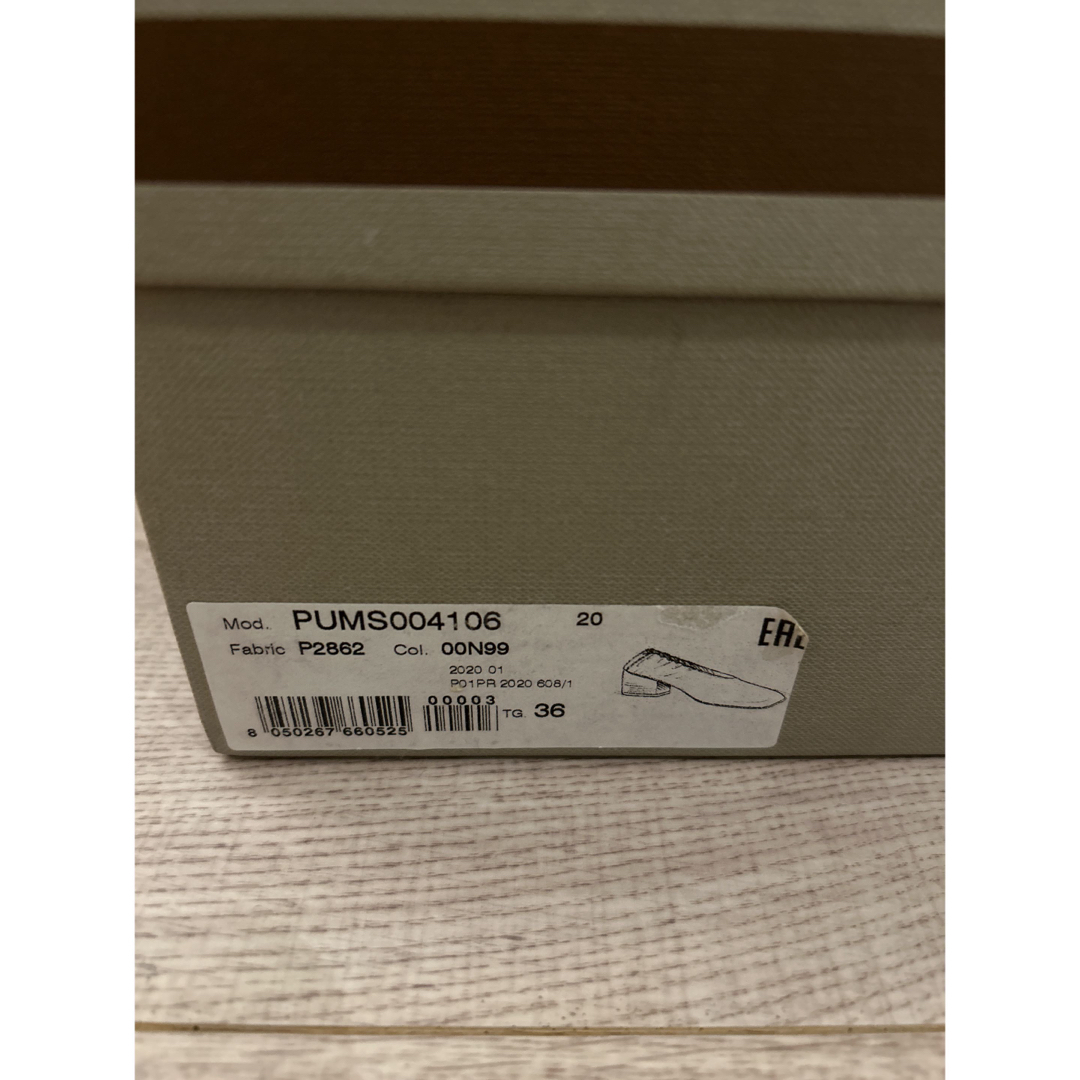 Mod. PUMS004106 20
Fabric P2862 Col. 00N99
2020 01
P01PR 2020 608/1
00003
TG. 36
8 050267 660525